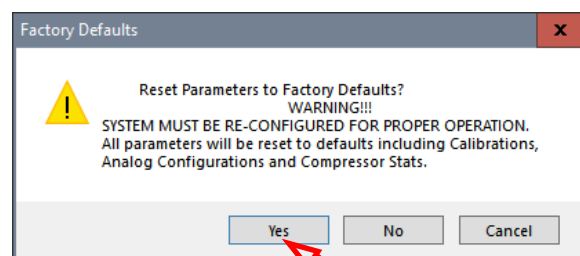 Factory Defaults
x
Reset Parameters to Factory Defaults?
WARNING!!!
SYSTEM MUST BE RE-CONFIGURED FOR PROPER OPERATION.
All parameters will be reset to defaults including Calibrations,
Analog Configurations and Compressor Stats.
Yes No Cancel